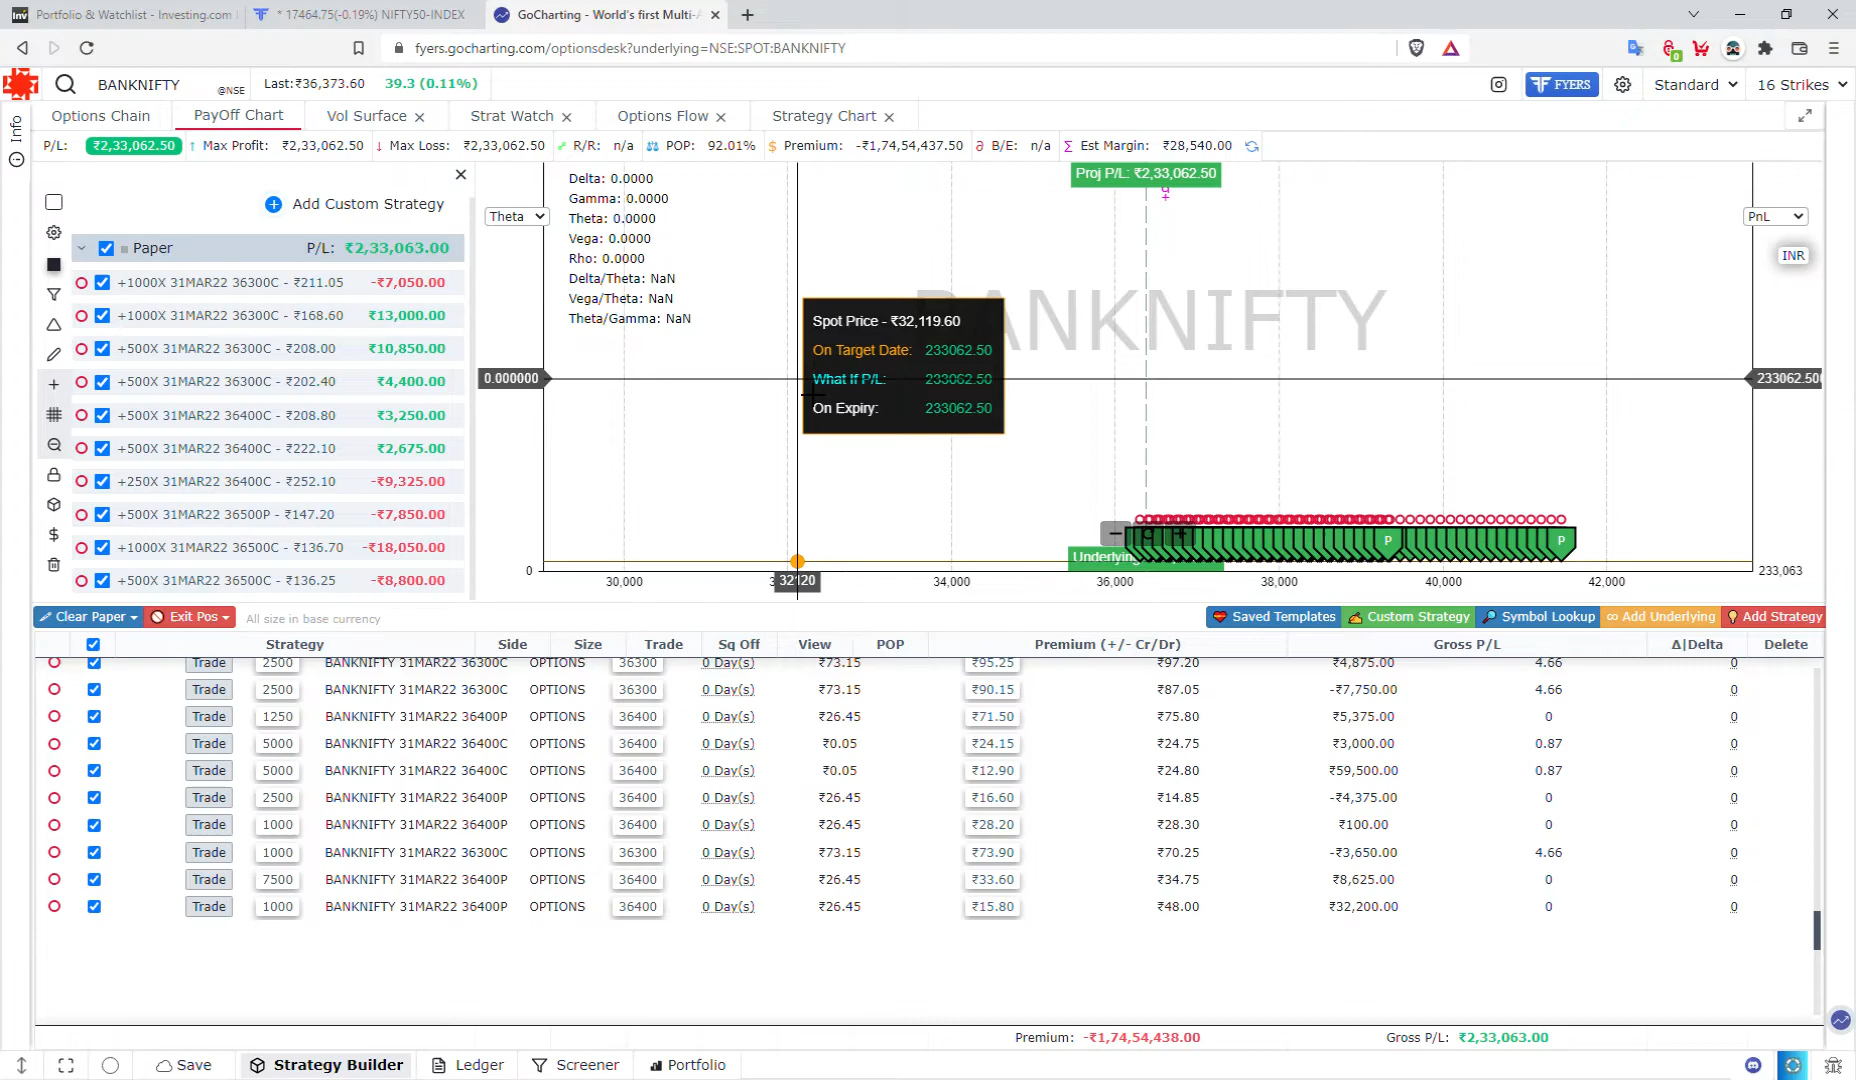 Portfolio & Watchlist - Investing.com
* 17464.75(-0.19%) NIFTY50-INDEX
GoCharting - World's first Multi-A
fyers.gocharting.com/optionsdesk?underlying=NSE:SPOT:BANKNIFTY
BANKNIFTY @NSE Last:₹36,373.60 39.3 (0.11%) FYERS Standard 16 Strikes
Info
Options Chain PayOff Chart Vol Surface Strat Watch Options Flow Strategy Chart
P/L: ₹2,33,062.50 Max Profit: ₹2,33,062.50 Max Loss: ₹2,33,062.50 R/R: n/a POP: 92.01% Premium: -₹1,74,54,437.50 B/E: n/a Est Margin: ₹28,540.00
Add Custom Strategy
Paper P/L: ₹2,33,063.00
+1000X 31MAR22 36300C - ₹211.05 -₹7,050.00
+1000X 31MAR22 36300C - ₹168.60 ₹13,000.00
+500X 31MAR22 36300C - ₹208.00 ₹10,850.00
+500X 31MAR22 36300C - ₹202.40 ₹4,400.00
+500X 31MAR22 36400C - ₹208.80 ₹3,250.00
+500X 31MAR22 36400C - ₹222.10 ₹2,675.00
+250X 31MAR22 36400C - ₹252.10 -₹9,325.00
+500X 31MAR22 36500P - ₹147.20 -₹7,850.00
+1000X 31MAR22 36500C - ₹136.70 -₹18,050.00
+500X 31MAR22 36500C - ₹136.25 -₹8,800.00
Theta
Delta: 0.0000
Gamma: 0.0000
Theta: 0.0000
Vega: 0.0000
Rho: 0.0000
Delta/Theta: NaN
Vega/Theta: NaN
Theta/Gamma: NaN
Proj P/L: ₹2,33,062.50
PnL
INR
BANKNIFTY
Spot Price - ₹32,119.60
On Target Date: 233062.50
What If P/L: 233062.50
On Expiry: 233062.50
0.000000
233062.50
P P
Underlying
0 233,063
30,000 32120 34,000 36,000 38,000 40,000 42,000
Clear Paper Exit Pos All size in base currency Saved Templates Custom Strategy Symbol Lookup Add Underlying Add Strategy
Strategy Side Size Trade Sq Off View POP Premium (+/- Cr/Dr) Gross P/L Δ|Delta Delete
Trade 2500 BANKNIFTY 31MAR22 36300C OPTIONS 36300 0 Day(s) ₹73.15 ₹95.25 ₹97.20 ₹4,875.00 4.66 0
Trade 2500 BANKNIFTY 31MAR22 36300C OPTIONS 36300 0 Day(s) ₹73.15 ₹90.15 ₹87.05 -₹7,750.00 4.66 0
Trade 1250 BANKNIFTY 31MAR22 36400P OPTIONS 36400 0 Day(s) ₹26.45 ₹71.50 ₹75.80 ₹5,375.00 0 0
Trade 5000 BANKNIFTY 31MAR22 36400C OPTIONS 36400 0 Day(s) ₹0.05 ₹24.15 ₹24.75 ₹3,000.00 0.87 0
Trade 5000 BANKNIFTY 31MAR22 36400C OPTIONS 36400 0 Day(s) ₹0.05 ₹12.90 ₹24.80 ₹59,500.00 0.87 0
Trade 2500 BANKNIFTY 31MAR22 36400P OPTIONS 36400 0 Day(s) ₹26.45 ₹16.60 ₹14.85 -₹4,375.00 0 0
Trade 1000 BANKNIFTY 31MAR22 36400P OPTIONS 36400 0 Day(s) ₹26.45 ₹28.20 ₹28.30 ₹100.00 0 0
Trade 1000 BANKNIFTY 31MAR22 36300C OPTIONS 36300 0 Day(s) ₹73.15 ₹73.90 ₹70.25 -₹3,650.00 4.66 0
Trade 7500 BANKNIFTY 31MAR22 36400P OPTIONS 36400 0 Day(s) ₹26.45 ₹33.60 ₹34.75 ₹8,625.00 0 0
Trade 1000 BANKNIFTY 31MAR22 36400P OPTIONS 36400 0 Day(s) ₹26.45 ₹15.80 ₹48.00 ₹32,200.00 0 0
Premium: -₹1,74,54,438.00 Gross P/L: ₹2,33,063.00
Save Strategy Builder Ledger Screener Portfolio